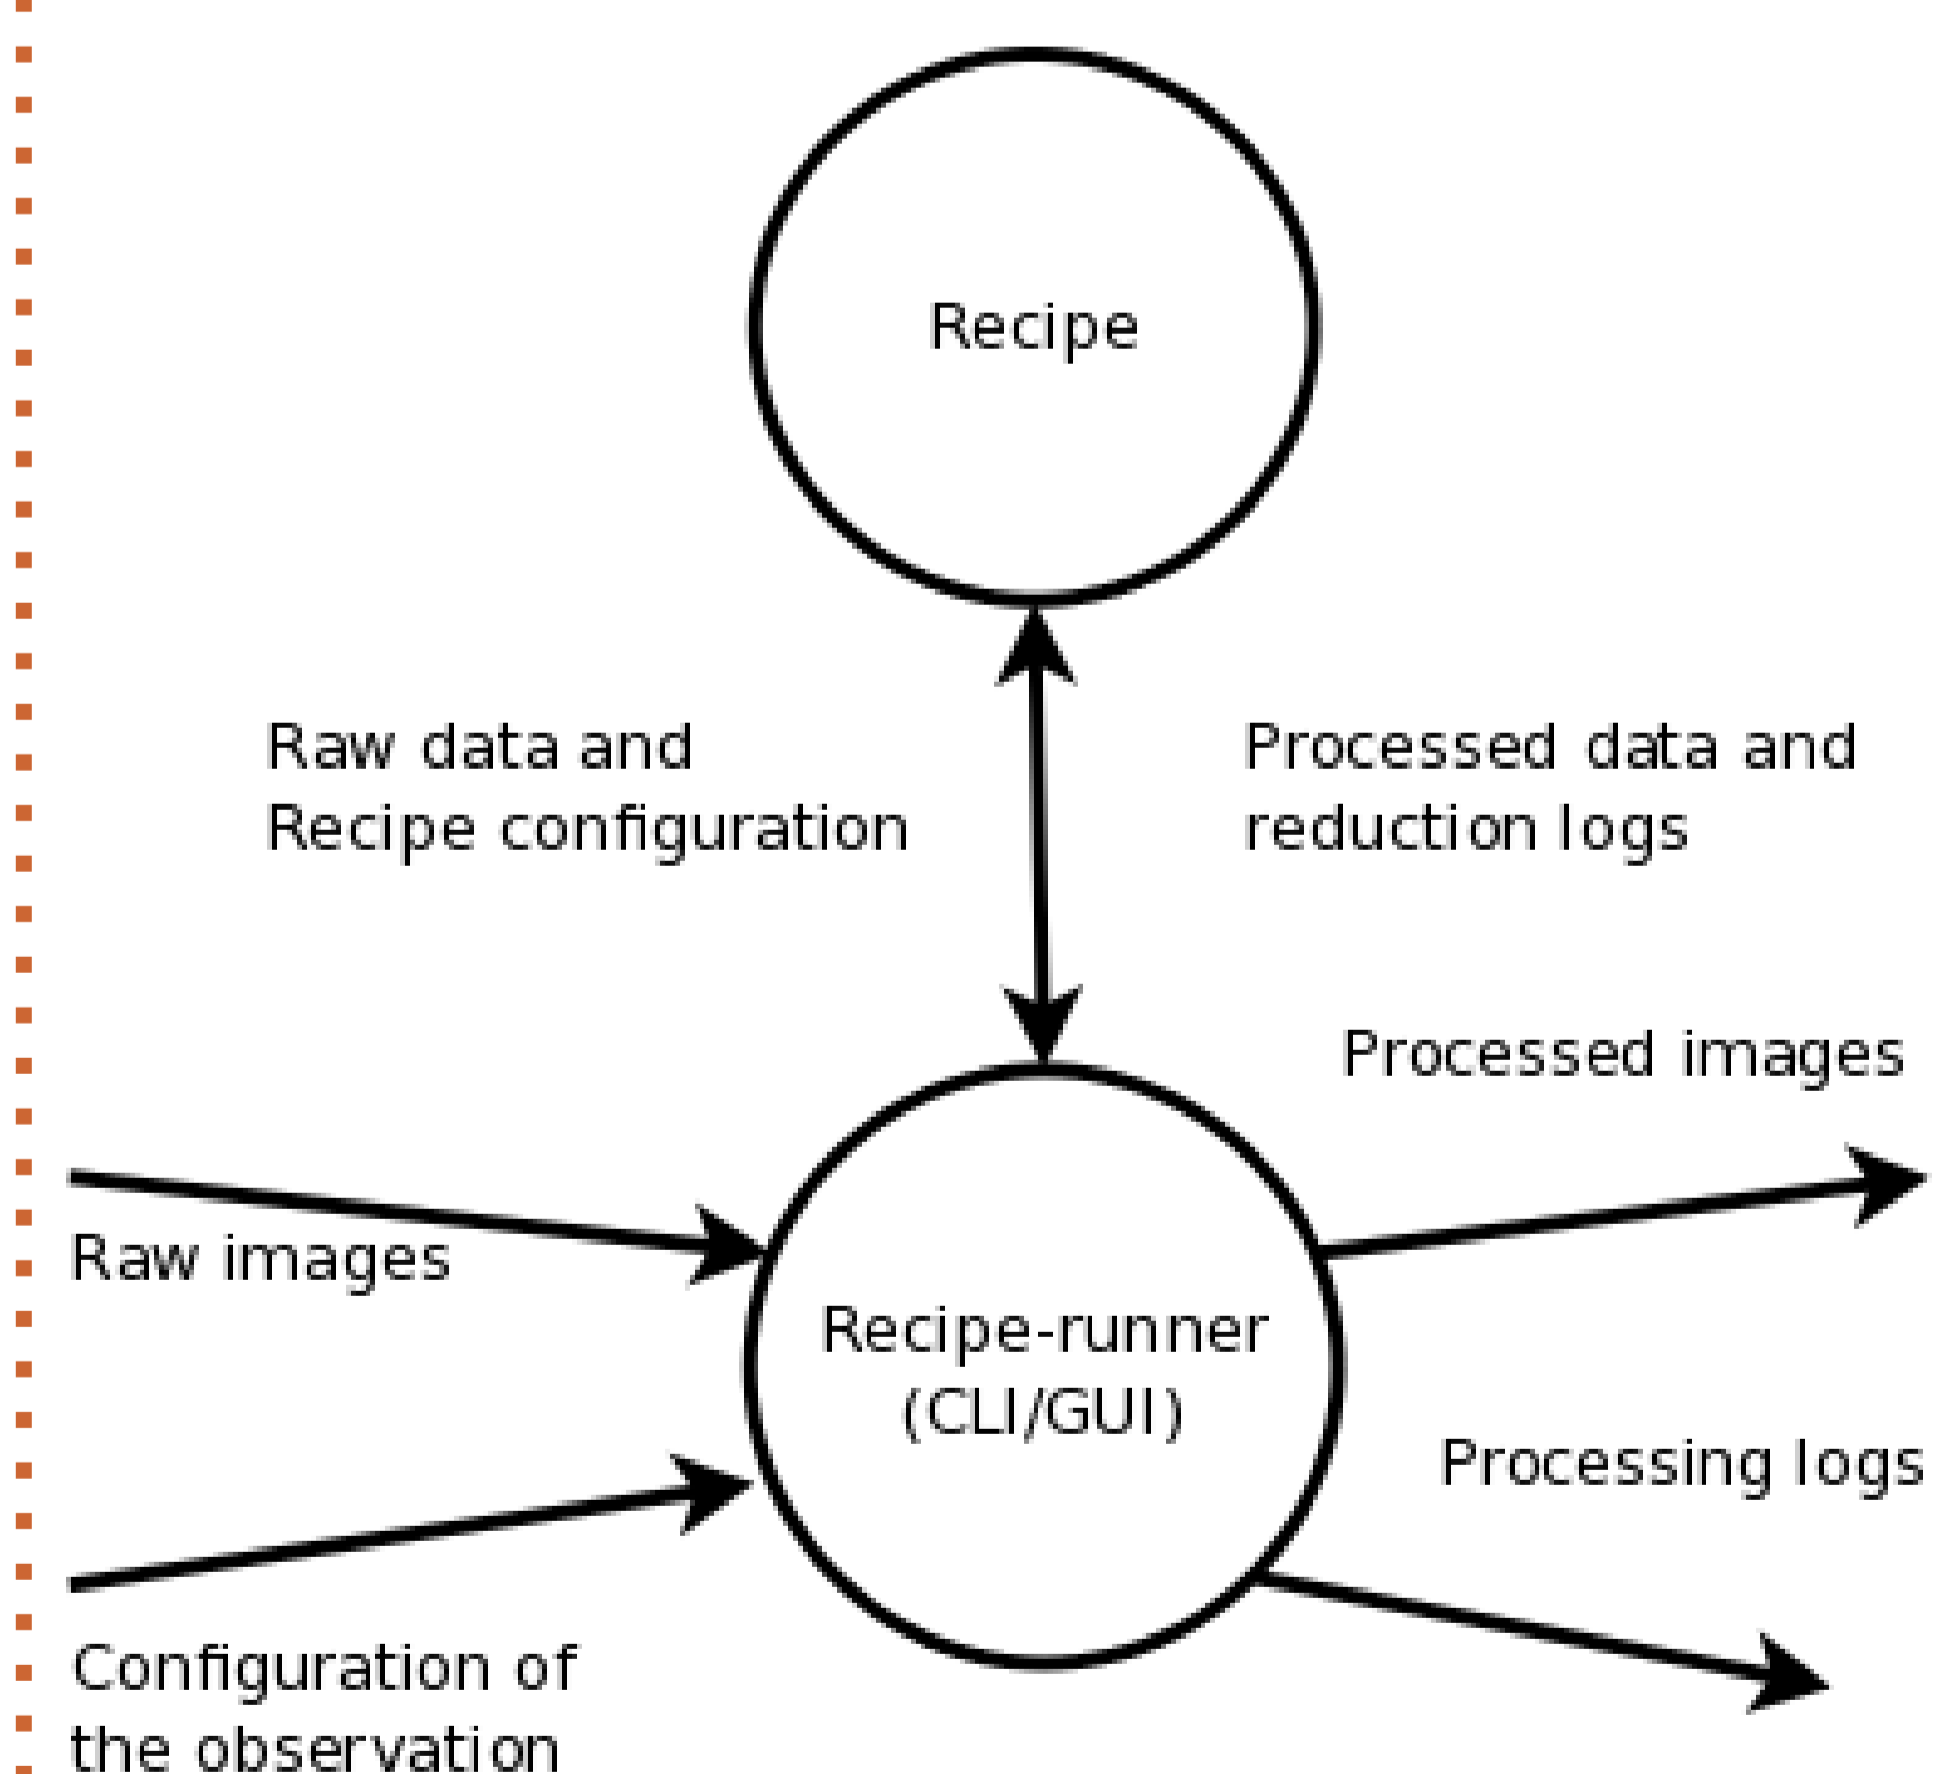 Recipe
Raw data and
Recipe configuration
Processed data and
reduction logs
Processed images
Raw images
Recipe-runner
(CLI/GUI)
Processing logs
Configuration of
the observation